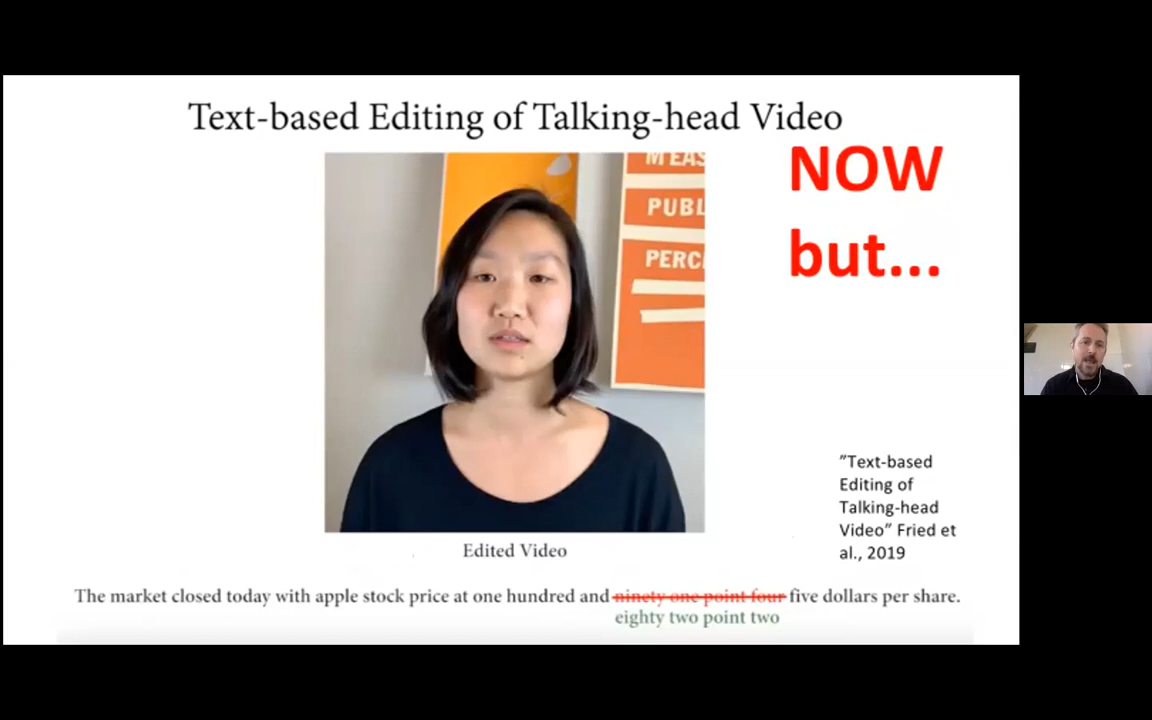 Text-based Editing of Talking-head Video
NOW
but...
M EAS
PUBL
PERC
"Text-based
Editing of
Talking-head
Video" Fried et
al., 2019
Edited Video
The market closed today with apple stock price at one hundred and ninety one point four five dollars per share.
eighty two point two